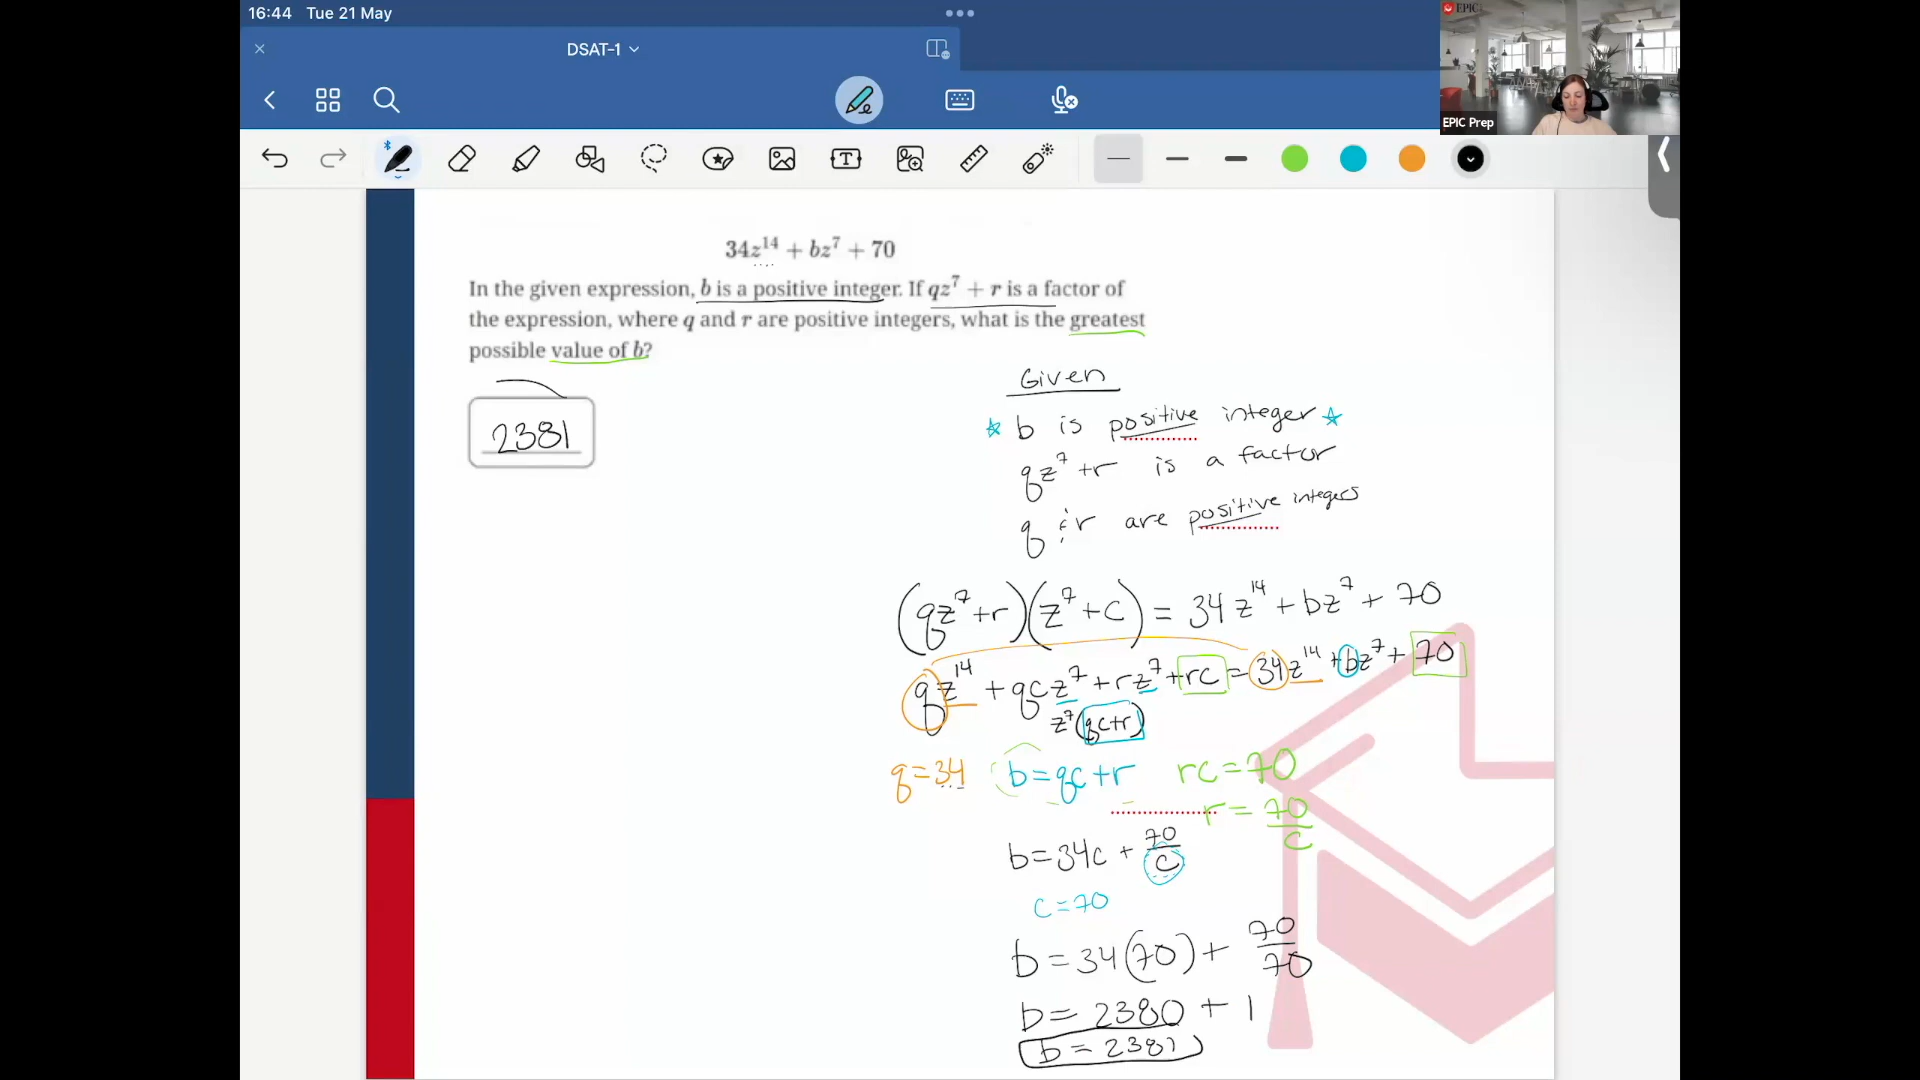 16:44 Tue 21 May
DSAT-1
EPIC
EPIC Prep
34z^14 + bz^7 + 70
In the given expression, b is a positive integer. If qz^7 + r is a factor of
the expression, where q and r are positive integers, what is the greatest
possible value of b?
2381
Given
b is positive integer
qz^7 + r is a factor
q & r are positive integers
(qz^7 + r)(z^7 + c) = 34z^14 + bz^7 + 70
qz^14 + qcz^7 + rz^7 + rc = 34z^14 + bz^7 + 70
z^7(qc+r)
q = 34 b = qc + r rc = 70
r = 70/c
b = 34c + 70/c
c = 70
b = 34(70) + 70/70
b = 2380 + 1
b = 2381